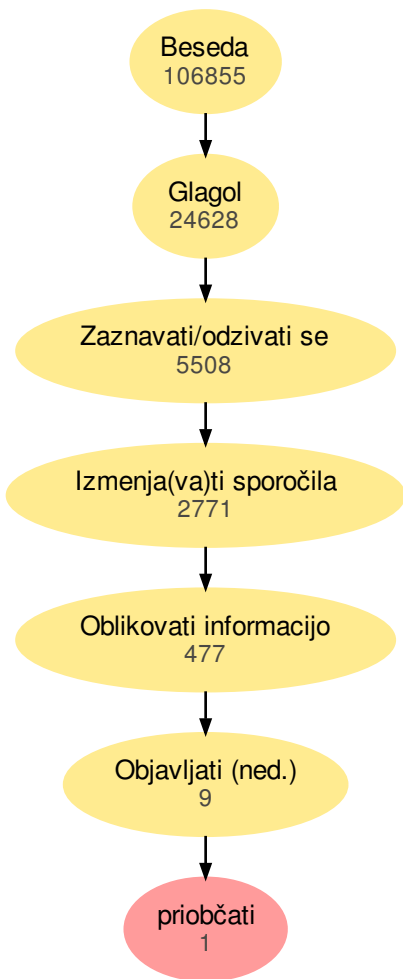 Beseda
106855
Glagol
24628
Zaznavati/odzivati se
5508
Izmenja(va)ti sporočila
2771
Oblikovati informacijo
477
Objavljati (ned.)
9
priobčati
1